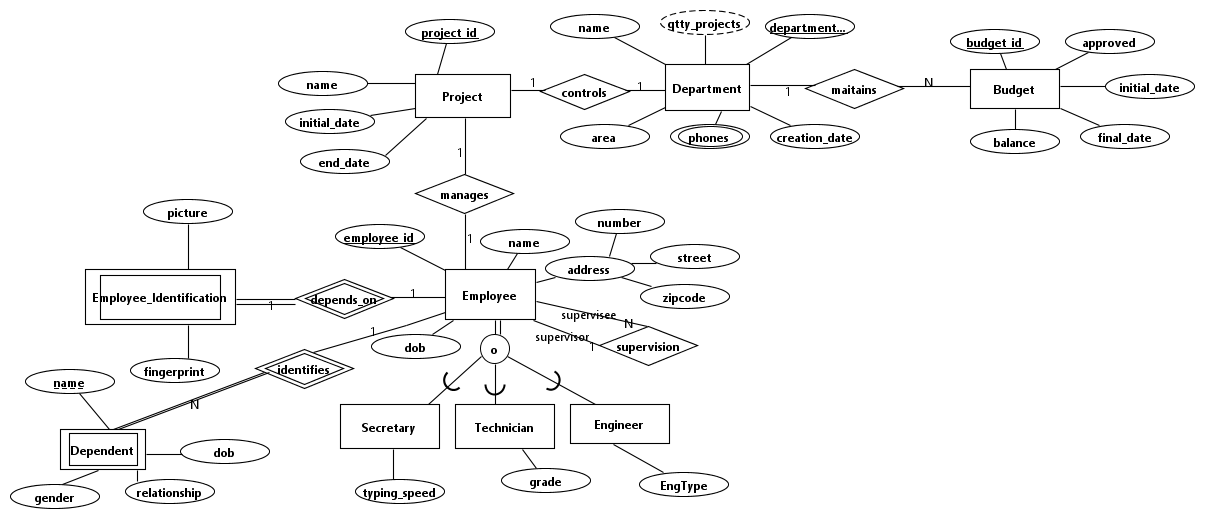 project_id
name
qtty_projects
department...
budget_id
approved
name
Project
1
controls
1
Department
1
maitains
N
Budget
initial_date
initial_date
end_date
area
phones
creation_date
balance
final_date
1
manages
picture
number
employee_id
1
name
address
street
Employee_Identification
1
depends_on
1
Employee
zipcode
supervisee
N
1
dob
supervisor
1
supervision
fingerprint
identifies
o
name
N
Secretary
Technician
Engineer
Dependent
dob
gender
relationship
typing_speed
grade
EngType